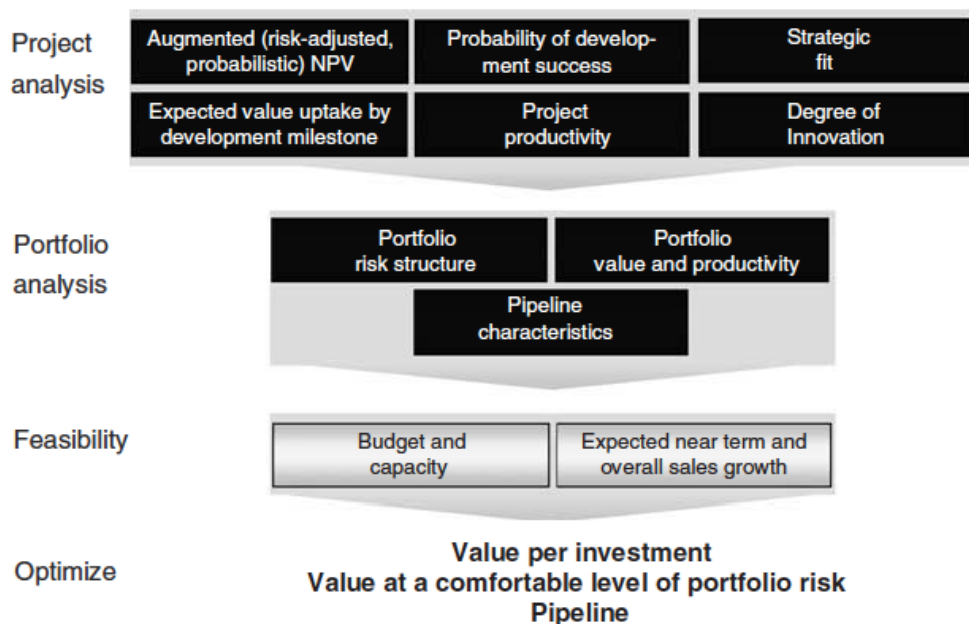 Project
analysis
Augmented (risk-adjusted,
probabilistic) NPV
Probability of develop-
ment success
Strategic
fit
Expected value uptake by
development milestone
Project
productivity
Degree of
Innovation
Portfolio
analysis
Portfolio
risk structure
Portfolio
value and productivity
Pipeline
characteristics
Feasibility
Budget and
capacity
Expected near term and
overall sales growth
Optimize
Value per investment
Value at a comfortable level of portfolio risk
Pipeline